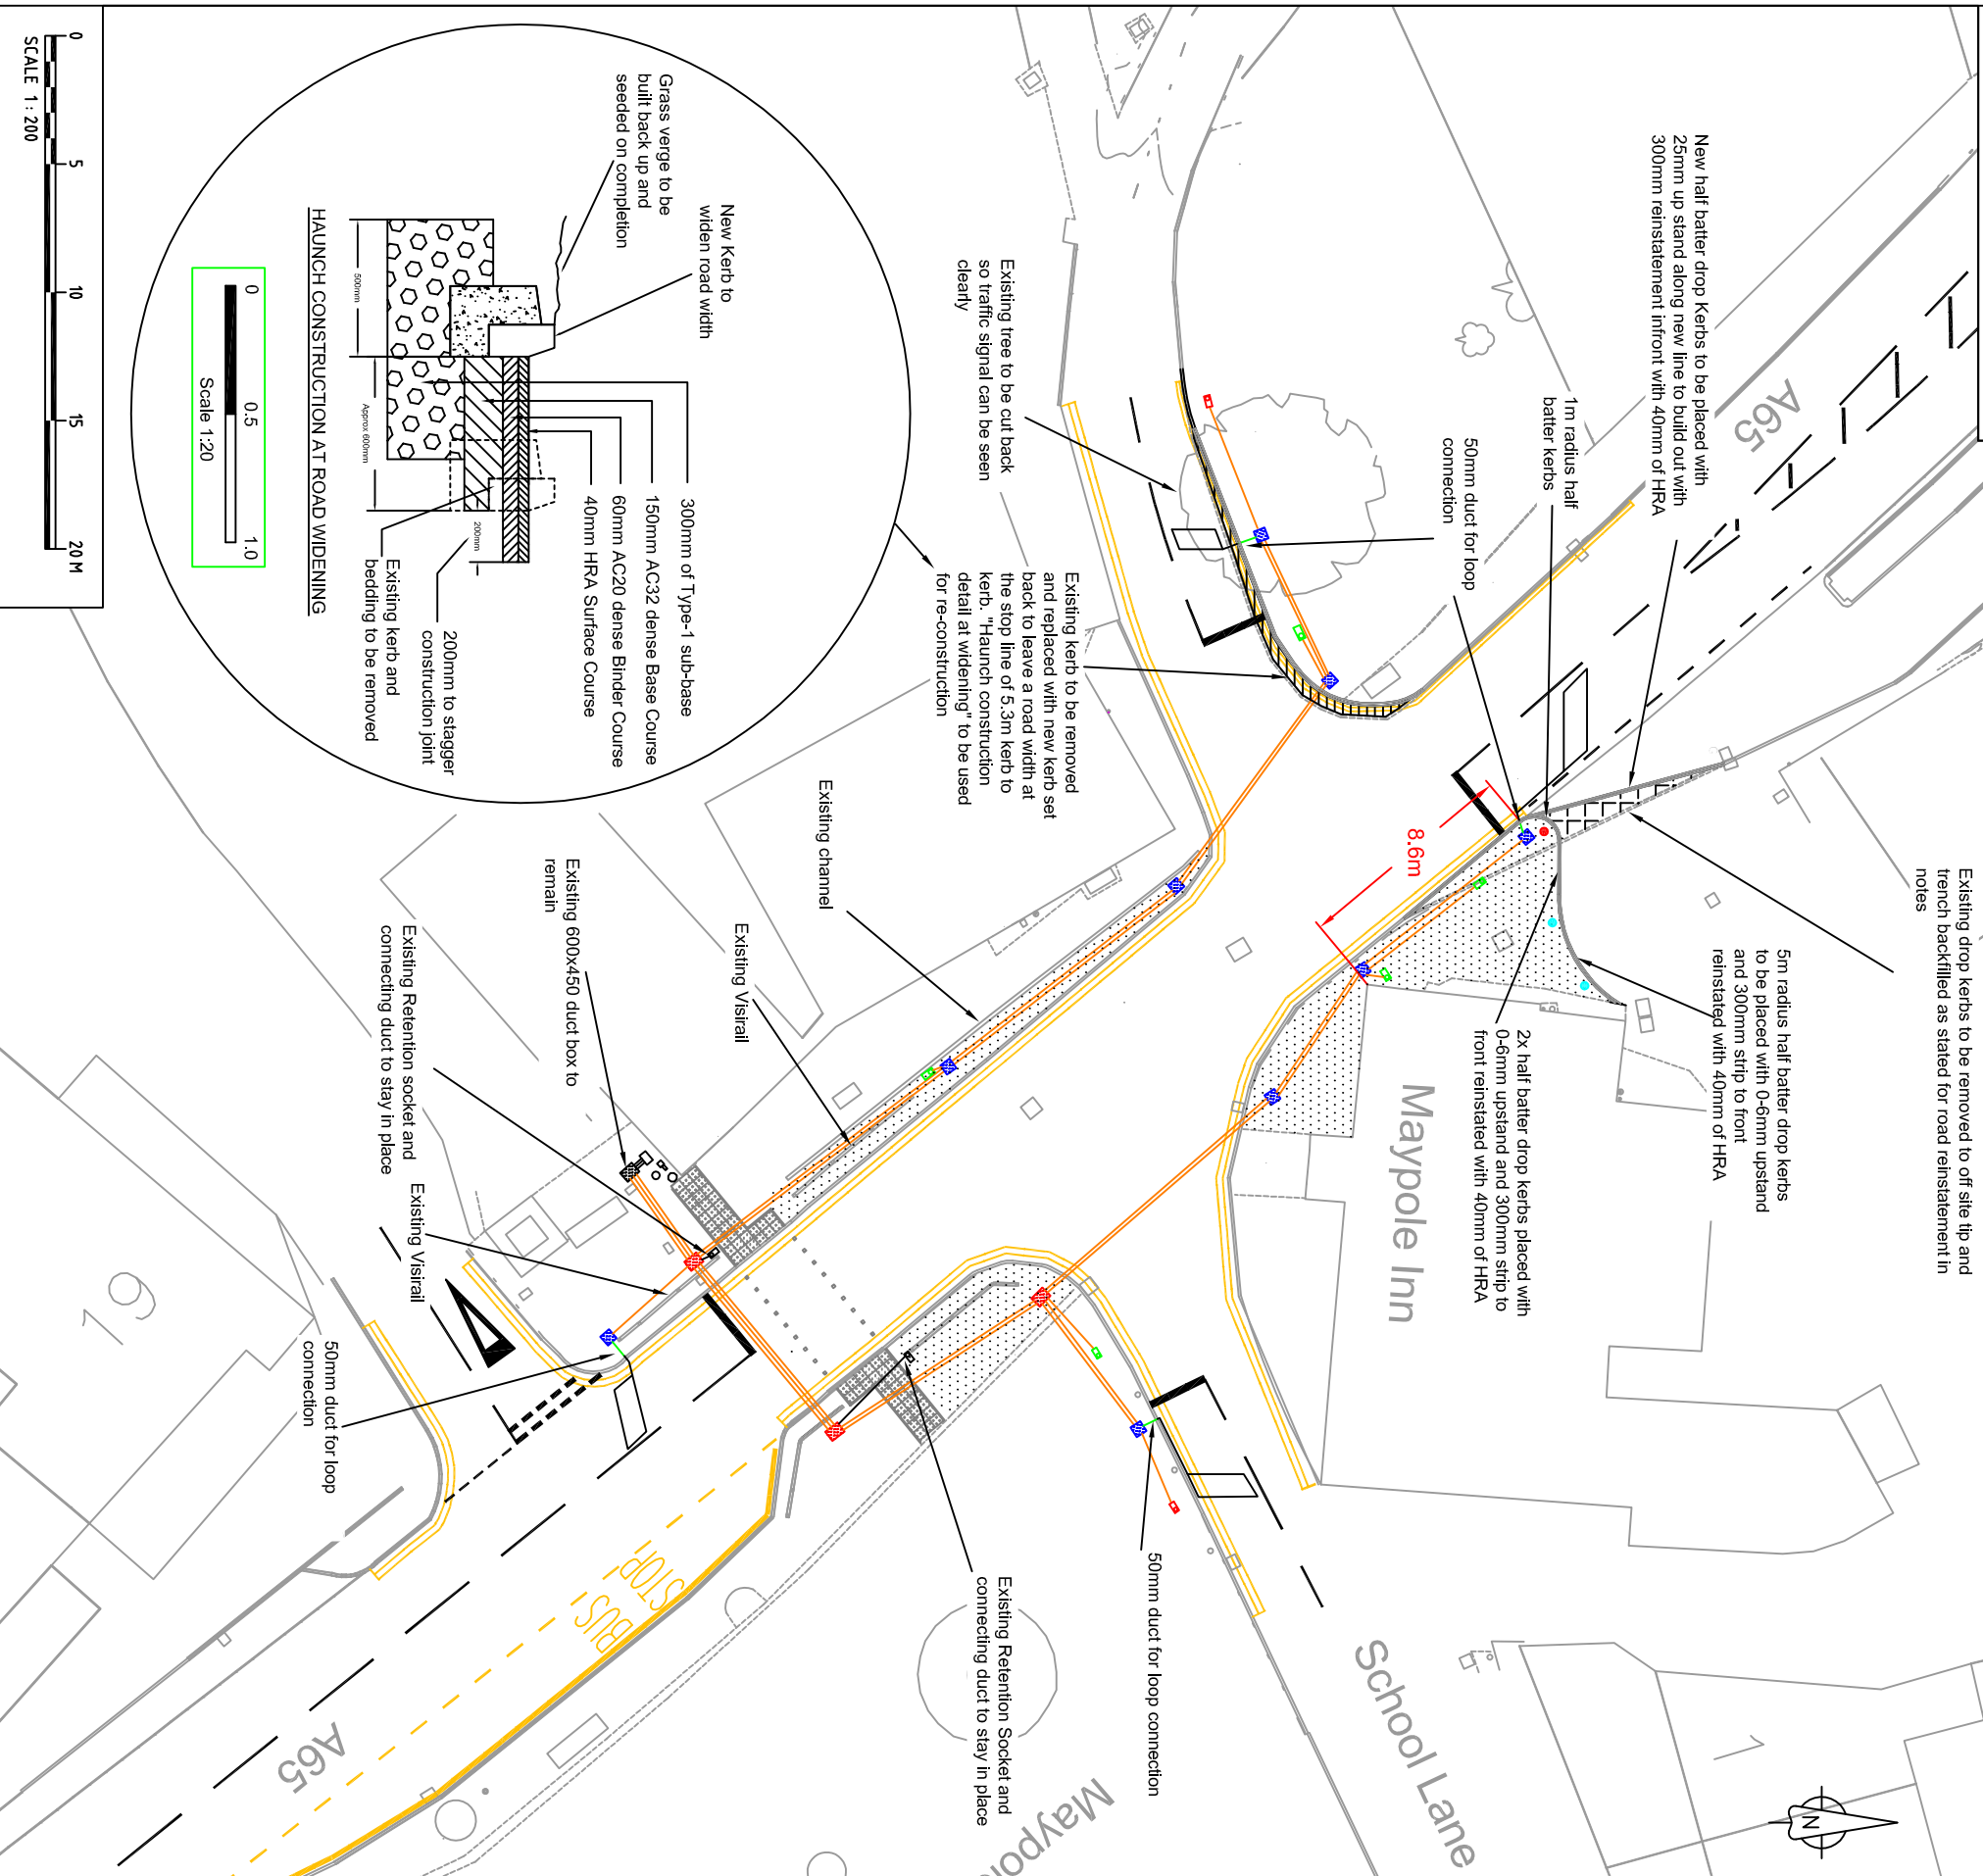 New half batter drop Kerbs to be placed with
25mm up stand along new line to build out with
300mm reinstatement infront with 40mm of HRA
1m radius half
batter kerbs
50mm duct for loop
connection
A65
Existing drop kerbs to be removed to off site tip and
trench backfilled as stated for road reinstatement in
notes
5m radius half batter drop kerbs
to be placed with 0-6mm upstand
and 300mm strip to front
reinstated with 40mm of HRA
2x half batter drop kerbs placed with
0-6mm upstand and 300mm strip to
front reinstated with 40mm of HRA
8.6m
Maypole Inn
School Lane
1
N
Existing tree to be cut back
so traffic signal can be seen
clearly
Existing kerb to be removed
and replaced with new kerb set
back to leave a road width at
the stop line of 5.3m kerb to
kerb. "Haunch construction
detail at widening" to be used
for re-construction
Existing channel
Existing Visirail
Existing 600x450 duct box to
remain
Existing Retention socket and
connecting duct to stay in place
Existing Visirail
50mm duct for loop
connection
50mm duct for loop connection
Existing Retention Socket and
connecting duct to stay in place
Maypo
BUS
STOP
A65
19
Grass verge to be
built back up and
seeded on completion
New Kerb to
widen road width
300mm of Type-1 sub-base
150mm AC32 dense Base Course
60mm AC20 dense Binder Course
40mm HRA Surface Course
200mm to stagger
construction joint
Existing kerb and
bedding to be removed
500mm
Approx 600mm
200mm
HAUNCH CONSTRUCTION AT ROAD WIDENING
0 0.5 1.0
Scale 1:20
0 5 10 15 20 M
SCALE 1: 200